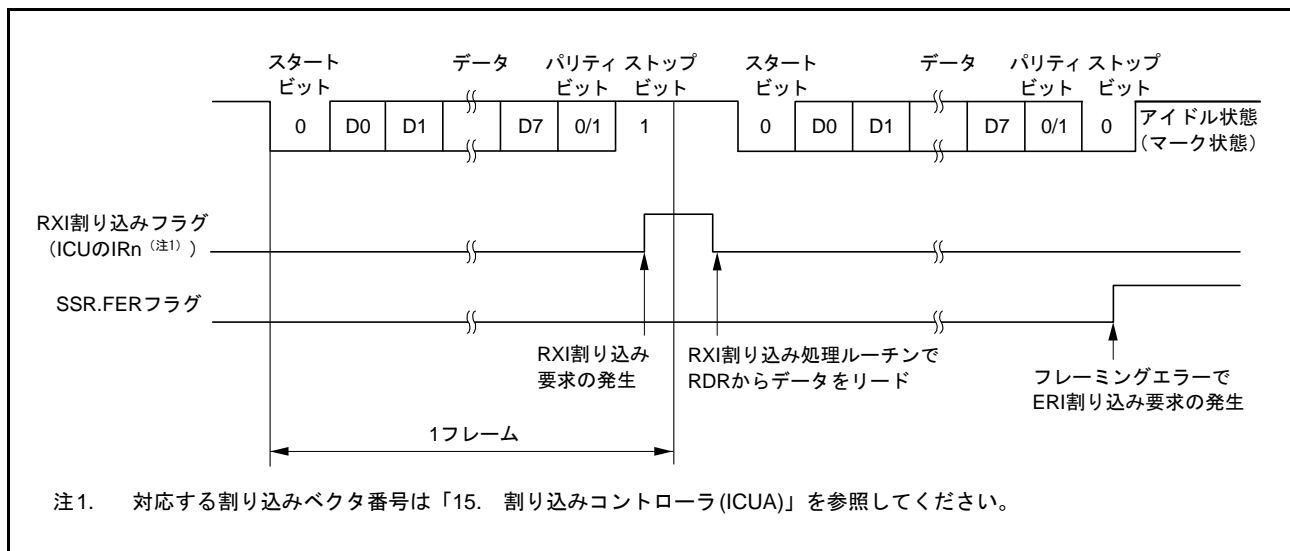 スタート
ビット
データ
パリティ
ビット
ストップ
ビット
スタート
ビット
データ
パリティ
ビット
ストップ
ビット
0 D0 D1 D7 0/1 1 0 D0 D1 D7 0/1 0
アイドル状態
(マーク状態)
RXI割り込みフラグ
(ICUのIRn(注1))
SSR.FERフラグ
RXI割り込み
要求の発生
RXI割り込み処理ルーチンで
RDRからデータをリード
フレーミングエラーで
ERI割り込み要求の発生
1フレーム
注1. 対応する割り込みベクタ番号は「15. 割り込みコントローラ(ICUA)」を参照してください。